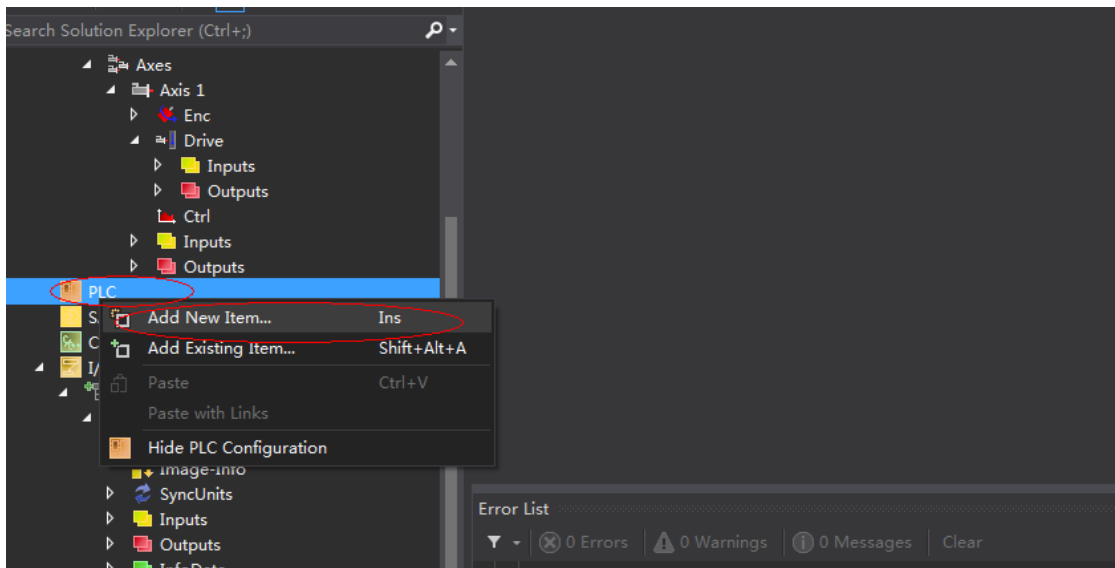 Search Solution Explorer (Ctrl+;)
Axes
Axis 1
Enc
Drive
Inputs
Outputs
Ctrl
Inputs
Outputs
PLC
Add New Item... Ins
Add Existing Item... Shift+Alt+A
Paste Ctrl+V
Paste with Links
Hide PLC Configuration
Image-Info
SyncUnits
Inputs
Outputs
InfoData
Error List
0 Errors 0 Warnings 0 Messages Clear